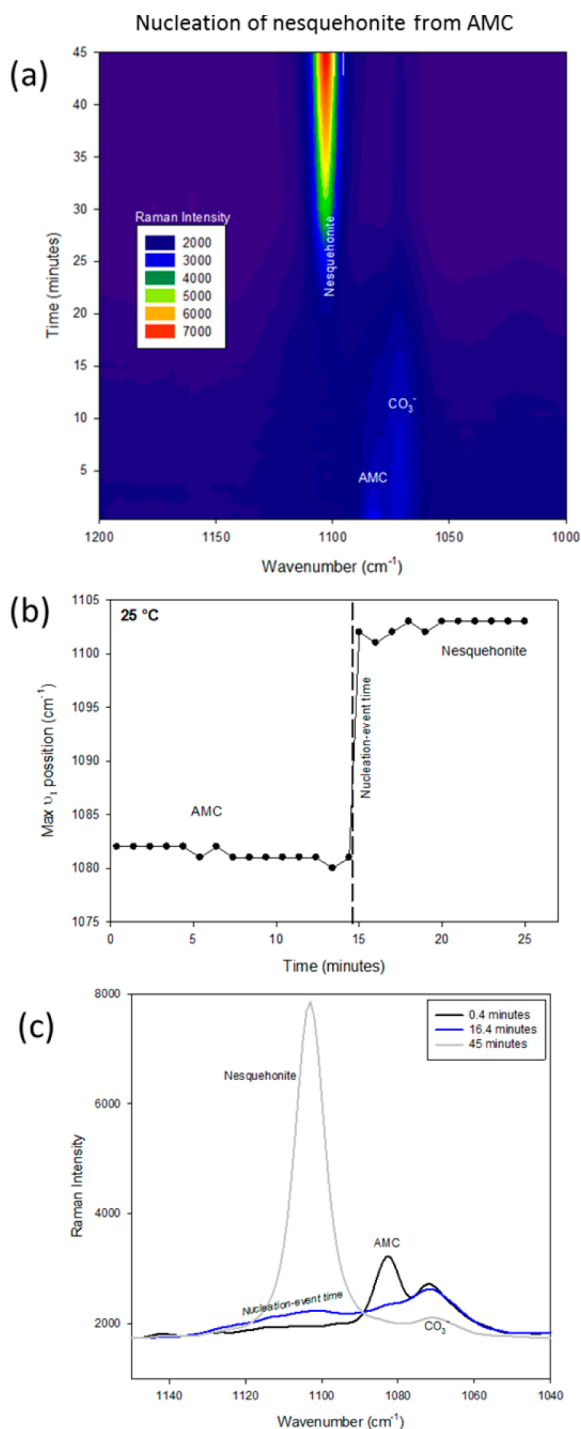 Nucleation of nesquehonite from AMC
(a)
45
40
35
30
25
20
15
10
5
Time (minutes)
Raman Intensity
2000
3000
4000
5000
6000
7000
Nesquehonite
CO₃⁻
AMC
1200 1150 1100 1050 1000
Wavenumber (cm⁻¹)
(b)
25 °C
1105
1100
1095
1090
1085
1080
1075
Max υ₁ possition (cm⁻¹)
AMC
Nucleation-event time
Nesquehonite
0 5 10 15 20 25
Time (minutes)
(c)
8000
6000
4000
2000
Raman Intensity
0.4 minutes
16.4 minutes
45 minutes
Nesquehonite
AMC
Nucleation-event time
CO₃⁻
1140 1120 1100 1080 1060 1040
Wavenumber (cm⁻¹)